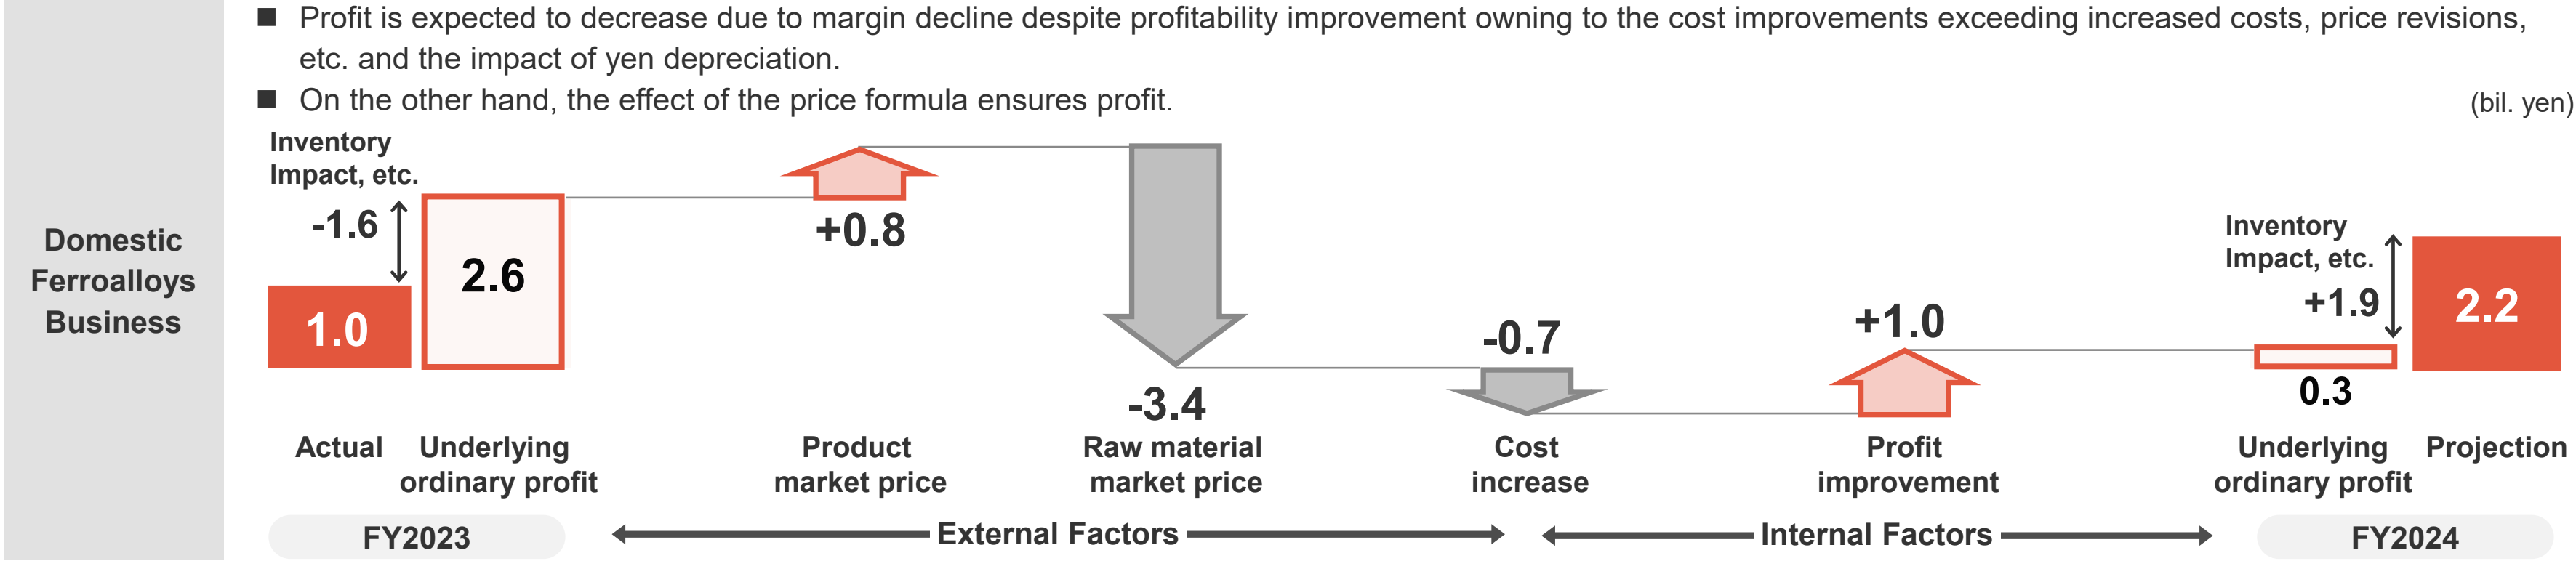 ■ Profit is expected to decrease due to margin decline despite profitability improvement owning to the cost improvements exceeding increased costs, price revisions,
etc. and the impact of yen depreciation.
■ On the other hand, the effect of the price formula ensures profit.
(bil. yen)
Domestic
Ferroalloys
Business
Inventory
Impact, etc.
-1.6
1.0
2.6
+0.8
-3.4
-0.7
+1.0
Inventory
Impact, etc.
+1.9
0.3
2.2
Actual
Underlying
ordinary profit
Product
market price
Raw material
market price
Cost
increase
Profit
improvement
Underlying
ordinary profit
Projection
FY2023
External Factors
Internal Factors
FY2024